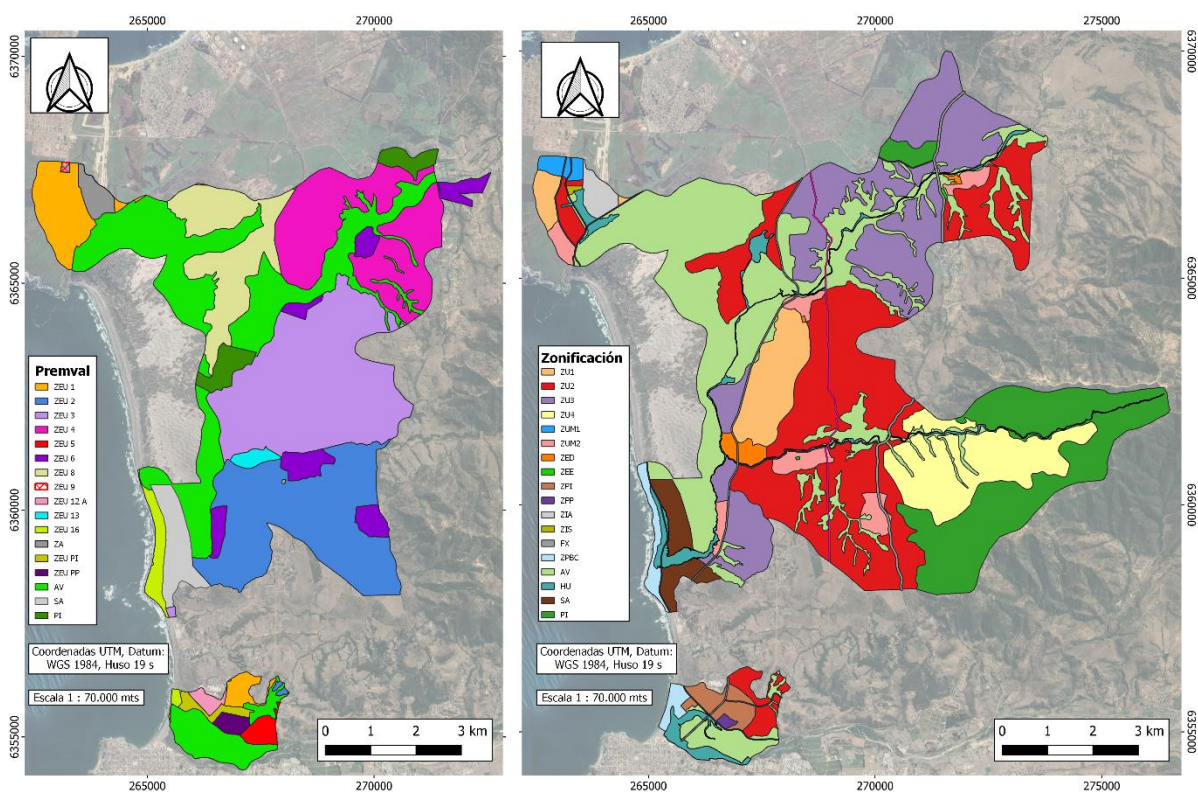 265000
270000
6370000
6365000
6360000
6355000
Premval
ZEU 1
ZEU 2
ZEU 3
ZEU 4
ZEU 5
ZEU 6
ZEU 8
ZEU 9
ZEU 12 A
ZEU 13
ZEU 16
ZA
ZEU PI
ZEU PP
AV
SA
PI
Coordenadas UTM, Datum:
WGS 1984, Huso 19 s
Escala 1 : 70.000 mts
0 1 2 3 km
265000
270000
265000
270000
275000
Zonificación
ZU1
ZU2
ZU3
ZU4
ZUM1
ZUM2
ZED
ZEE
ZPI
ZPP
ZIA
ZIS
FX
ZPBC
AV
HU
SA
PI
Coordenadas UTM, Datum:
WGS 1984, Huso 19 s
Escala 1 : 70.000 mts
0 1 2 3 km
6370000
6365000
6360000
6355000
265000
270000
275000